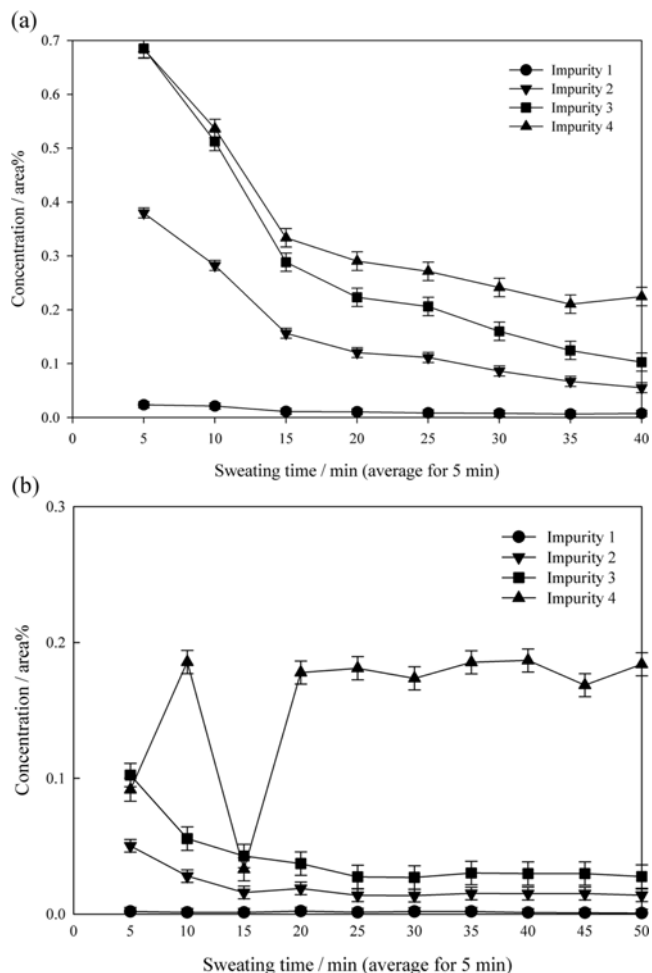 (a)
0.7
0.6
0.5
0.4
0.3
0.2
0.1
0.0
Concentration / area%
Impurity 1
Impurity 2
Impurity 3
Impurity 4
0 5 10 15 20 25 30 35 40
Sweating time / min (average for 5 min)
(b)
0.3
0.2
0.1
0.0
Concentration / area%
Impurity 1
Impurity 2
Impurity 3
Impurity 4
0 5 10 15 20 25 30 35 40 45 50
Sweating time / min (average for 5 min)